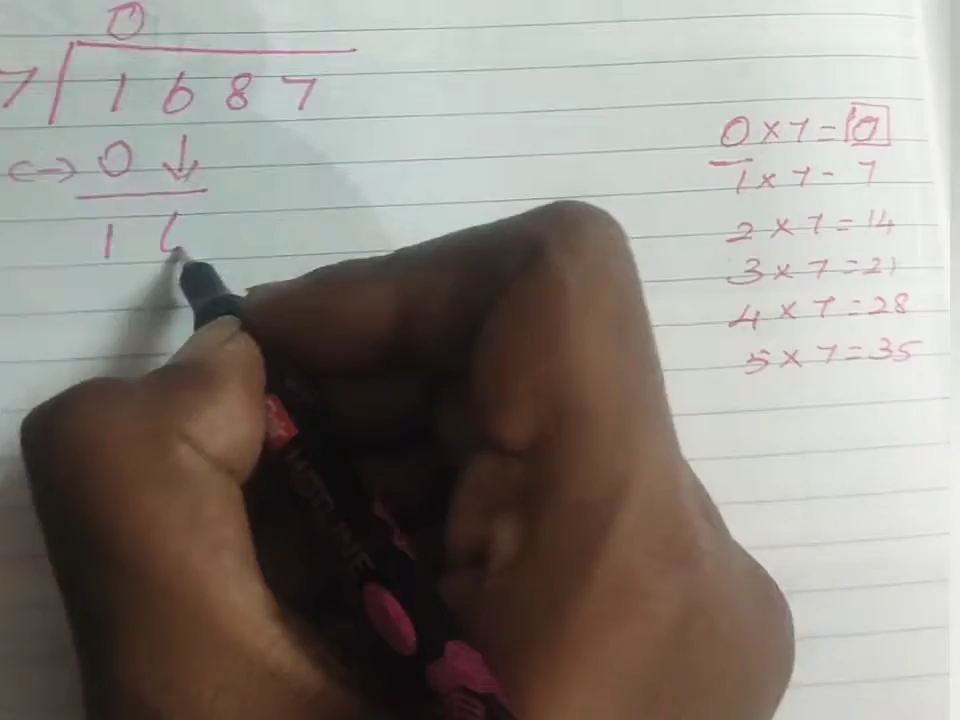 0
7 1 6 8 7
0
1 6
0 x 7 = 0
1 x 7 - 7
2 x 7 = 14
3 x 7 = 21
4 x 7 = 28
5 x 7 = 35